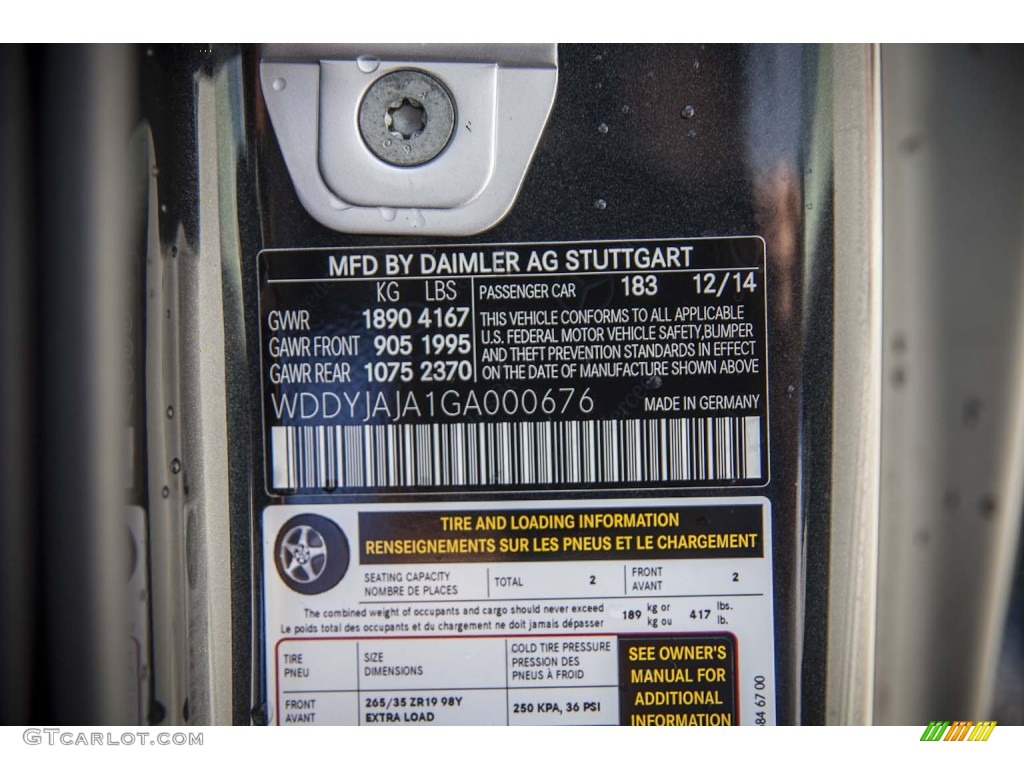 MFD BY DAIMLER AG STUTTGART
KG LBS
GVWR 1890 4167
GAWR FRONT 905 1995
GAWR REAR 1075 2370
PASSENGER CAR 183 12/14
THIS VEHICLE CONFORMS TO ALL APPLICABLE
U.S. FEDERAL MOTOR VEHICLE SAFETY,BUMPER
AND THEFT PREVENTION STANDARDS IN EFFECT
ON THE DATE OF MANUFACTURE SHOWN ABOVE
WDDYJAJA1GA000676 MADE IN GERMANY
TIRE AND LOADING INFORMATION
RENSEIGNEMENTS SUR LES PNEUS ET LE CHARGEMENT
SEATING CAPACITY
NOMBRE DE PLACES
TOTAL 2
FRONT
AVANT
2
The combined weight of occupants and cargo should never exceed
Le poids total des occupants et du chargement ne doit jamais dépasser
189 kg or
kg ou
417 lbs.
lb.
TIRE
PNEU
SIZE
DIMENSIONS
COLD TIRE PRESSURE
PRESSION DES
PNEUS À FROID
FRONT
AVANT
265/35 ZR19 98Y
EXTRA LOAD
250 KPA, 36 PSI
SEE OWNER'S
MANUAL FOR
ADDITIONAL
INFORMATION
84 67 00
GTcarlot.com